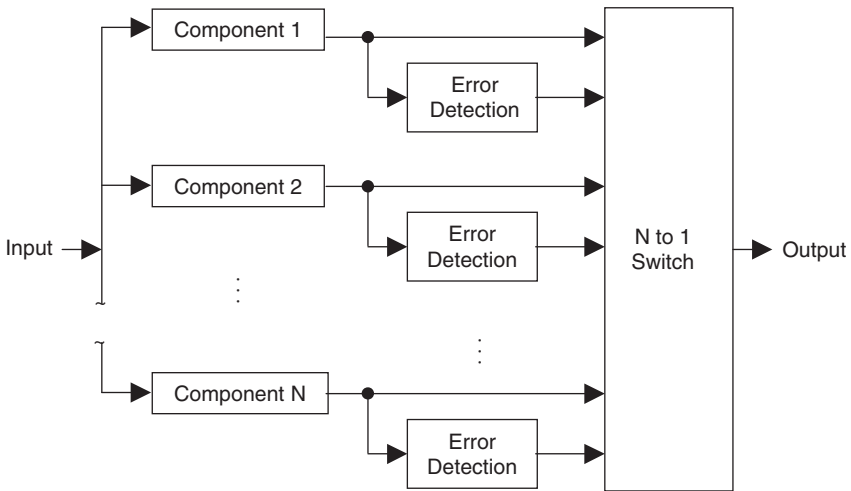 Component 1
Error
Detection
Component 2
Error
Detection
Input
N to 1
Switch
Output
Component N
Error
Detection